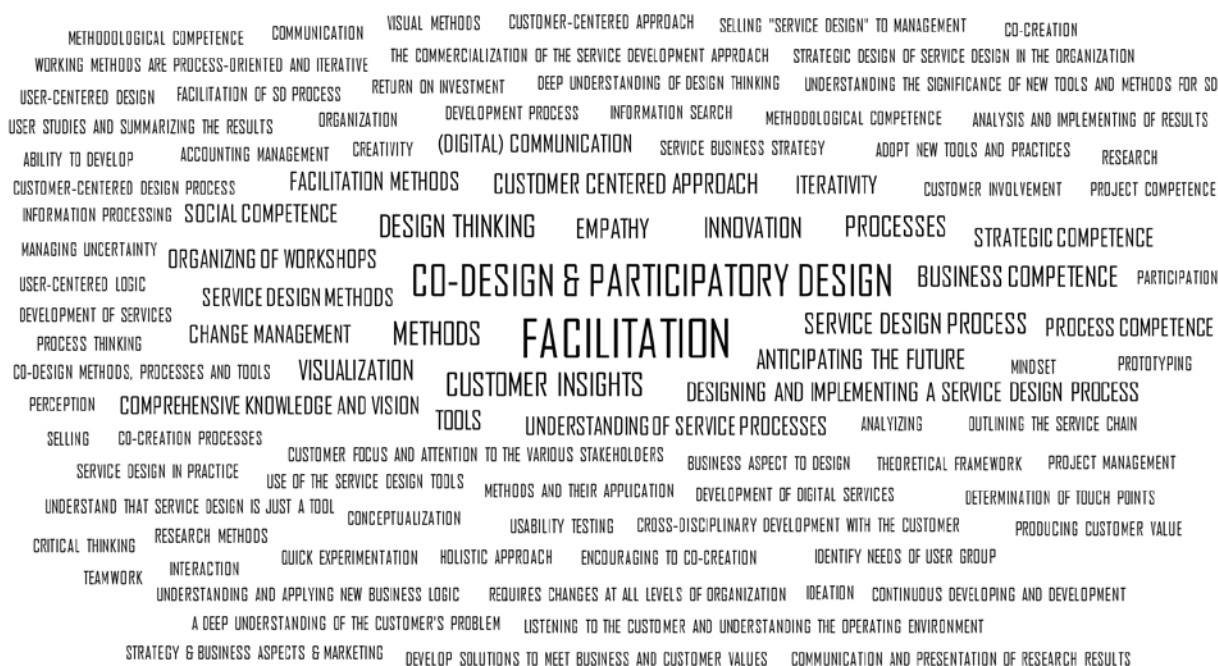 VISUAL METHODS CUSTOMER-CENTERED APPROACH SELLING "SERVICE DESIGN" TO MANAGEMENT CO-CREATION
METHODOLOGICAL COMPETENCE COMMUNICATION
THE COMMERCIALIZATION OF THE SERVICE DEVELOPMENT APPROACH STRATEGIC DESIGN OF SERVICE DESIGN IN THE ORGANIZATION
WORKING METHODS ARE PROCESS-ORIENTED AND ITERATIVE
RETURN ON INVESTMENT DEEP UNDERSTANDING OF DESIGN THINKING UNDERSTANDING THE SIGNIFICANCE OF NEW TOOLS AND METHODS FOR SD
USER-CENTERED DESIGN FACILITATION OF SD PROCESS
ORGANIZATION DEVELOPMENT PROCESS INFORMATION SEARCH METHODOLOGICAL COMPETENCE ANALYSIS AND IMPLEMENTING OF RESULTS
USER STUDIES AND SUMMARIZING THE RESULTS
ABILITY TO DEVELOP ACCOUNTING MANAGEMENT CREATIVITY (DIGITAL) COMMUNICATION SERVICE BUSINESS STRATEGY ADOPT NEW TOOLS AND PRACTICES RESEARCH
CUSTOMER-CENTERED DESIGN PROCESS FACILITATION METHODS CUSTOMER CENTERED APPROACH ITERATIVITY CUSTOMER INVOLVEMENT PROJECT COMPETENCE
INFORMATION PROCESSING SOCIAL COMPETENCE DESIGN THINKING EMPATHY INNOVATION PROCESSES STRATEGIC COMPETENCE
MANAGING UNCERTAINTY ORGANIZING OF WORKSHOPS
USER-CENTERED LOGIC CO-DESIGN & PARTICIPATORY DESIGN BUSINESS COMPETENCE PARTICIPATION
SERVICE DESIGN METHODS
DEVELOPMENT OF SERVICES CHANGE MANAGEMENT METHODS FACILITATION SERVICE DESIGN PROCESS PROCESS COMPETENCE
PROCESS THINKING
CO-DESIGN METHODS, PROCESSES AND TOOLS VISUALIZATION ANTICIPATING THE FUTURE MINDSET PROTOTYPING
CUSTOMER INSIGHTS DESIGNING AND IMPLEMENTING A SERVICE DESIGN PROCESS
PERCEPTION COMPREHENSIVE KNOWLEDGE AND VISION TOOLS UNDERSTANDING OF SERVICE PROCESSES ANALYZING OUTLINING THE SERVICE CHAIN
SELLING CO-CREATION PROCESSES
CUSTOMER FOCUS AND ATTENTION TO THE VARIOUS STAKEHOLDERS BUSINESS ASPECT TO DESIGN THEORETICAL FRAMEWORK PROJECT MANAGEMENT
SERVICE DESIGN IN PRACTICE USE OF THE SERVICE DESIGN TOOLS
METHODS AND THEIR APPLICATION DEVELOPMENT OF DIGITAL SERVICES DETERMINATION OF TOUCH POINTS
UNDERSTAND THAT SERVICE DESIGN IS JUST A TOOL CONCEPTUALIZATION
USABILITY TESTING CROSS-DISCIPLINARY DEVELOPMENT WITH THE CUSTOMER PRODUCING CUSTOMER VALUE
CRITICAL THINKING RESEARCH METHODS
QUICK EXPERIMENTATION HOLISTIC APPROACH ENCOURAGING TO CO-CREATION IDENTIFY NEEDS OF USER GROUP
TEAMWORK INTERACTION
UNDERSTANDING AND APPLYING NEW BUSINESS LOGIC REQUIRES CHANGES AT ALL LEVELS OF ORGANIZATION IDEATION CONTINUOUS DEVELOPING AND DEVELOPMENT
A DEEP UNDERSTANDING OF THE CUSTOMER'S PROBLEM LISTENING TO THE CUSTOMER AND UNDERSTANDING THE OPERATING ENVIRONMENT
STRATEGY & BUSINESS ASPECTS & MARKETING DEVELOP SOLUTIONS TO MEET BUSINESS AND CUSTOMER VALUES COMMUNICATION AND PRESENTATION OF RESEARCH RESULTS